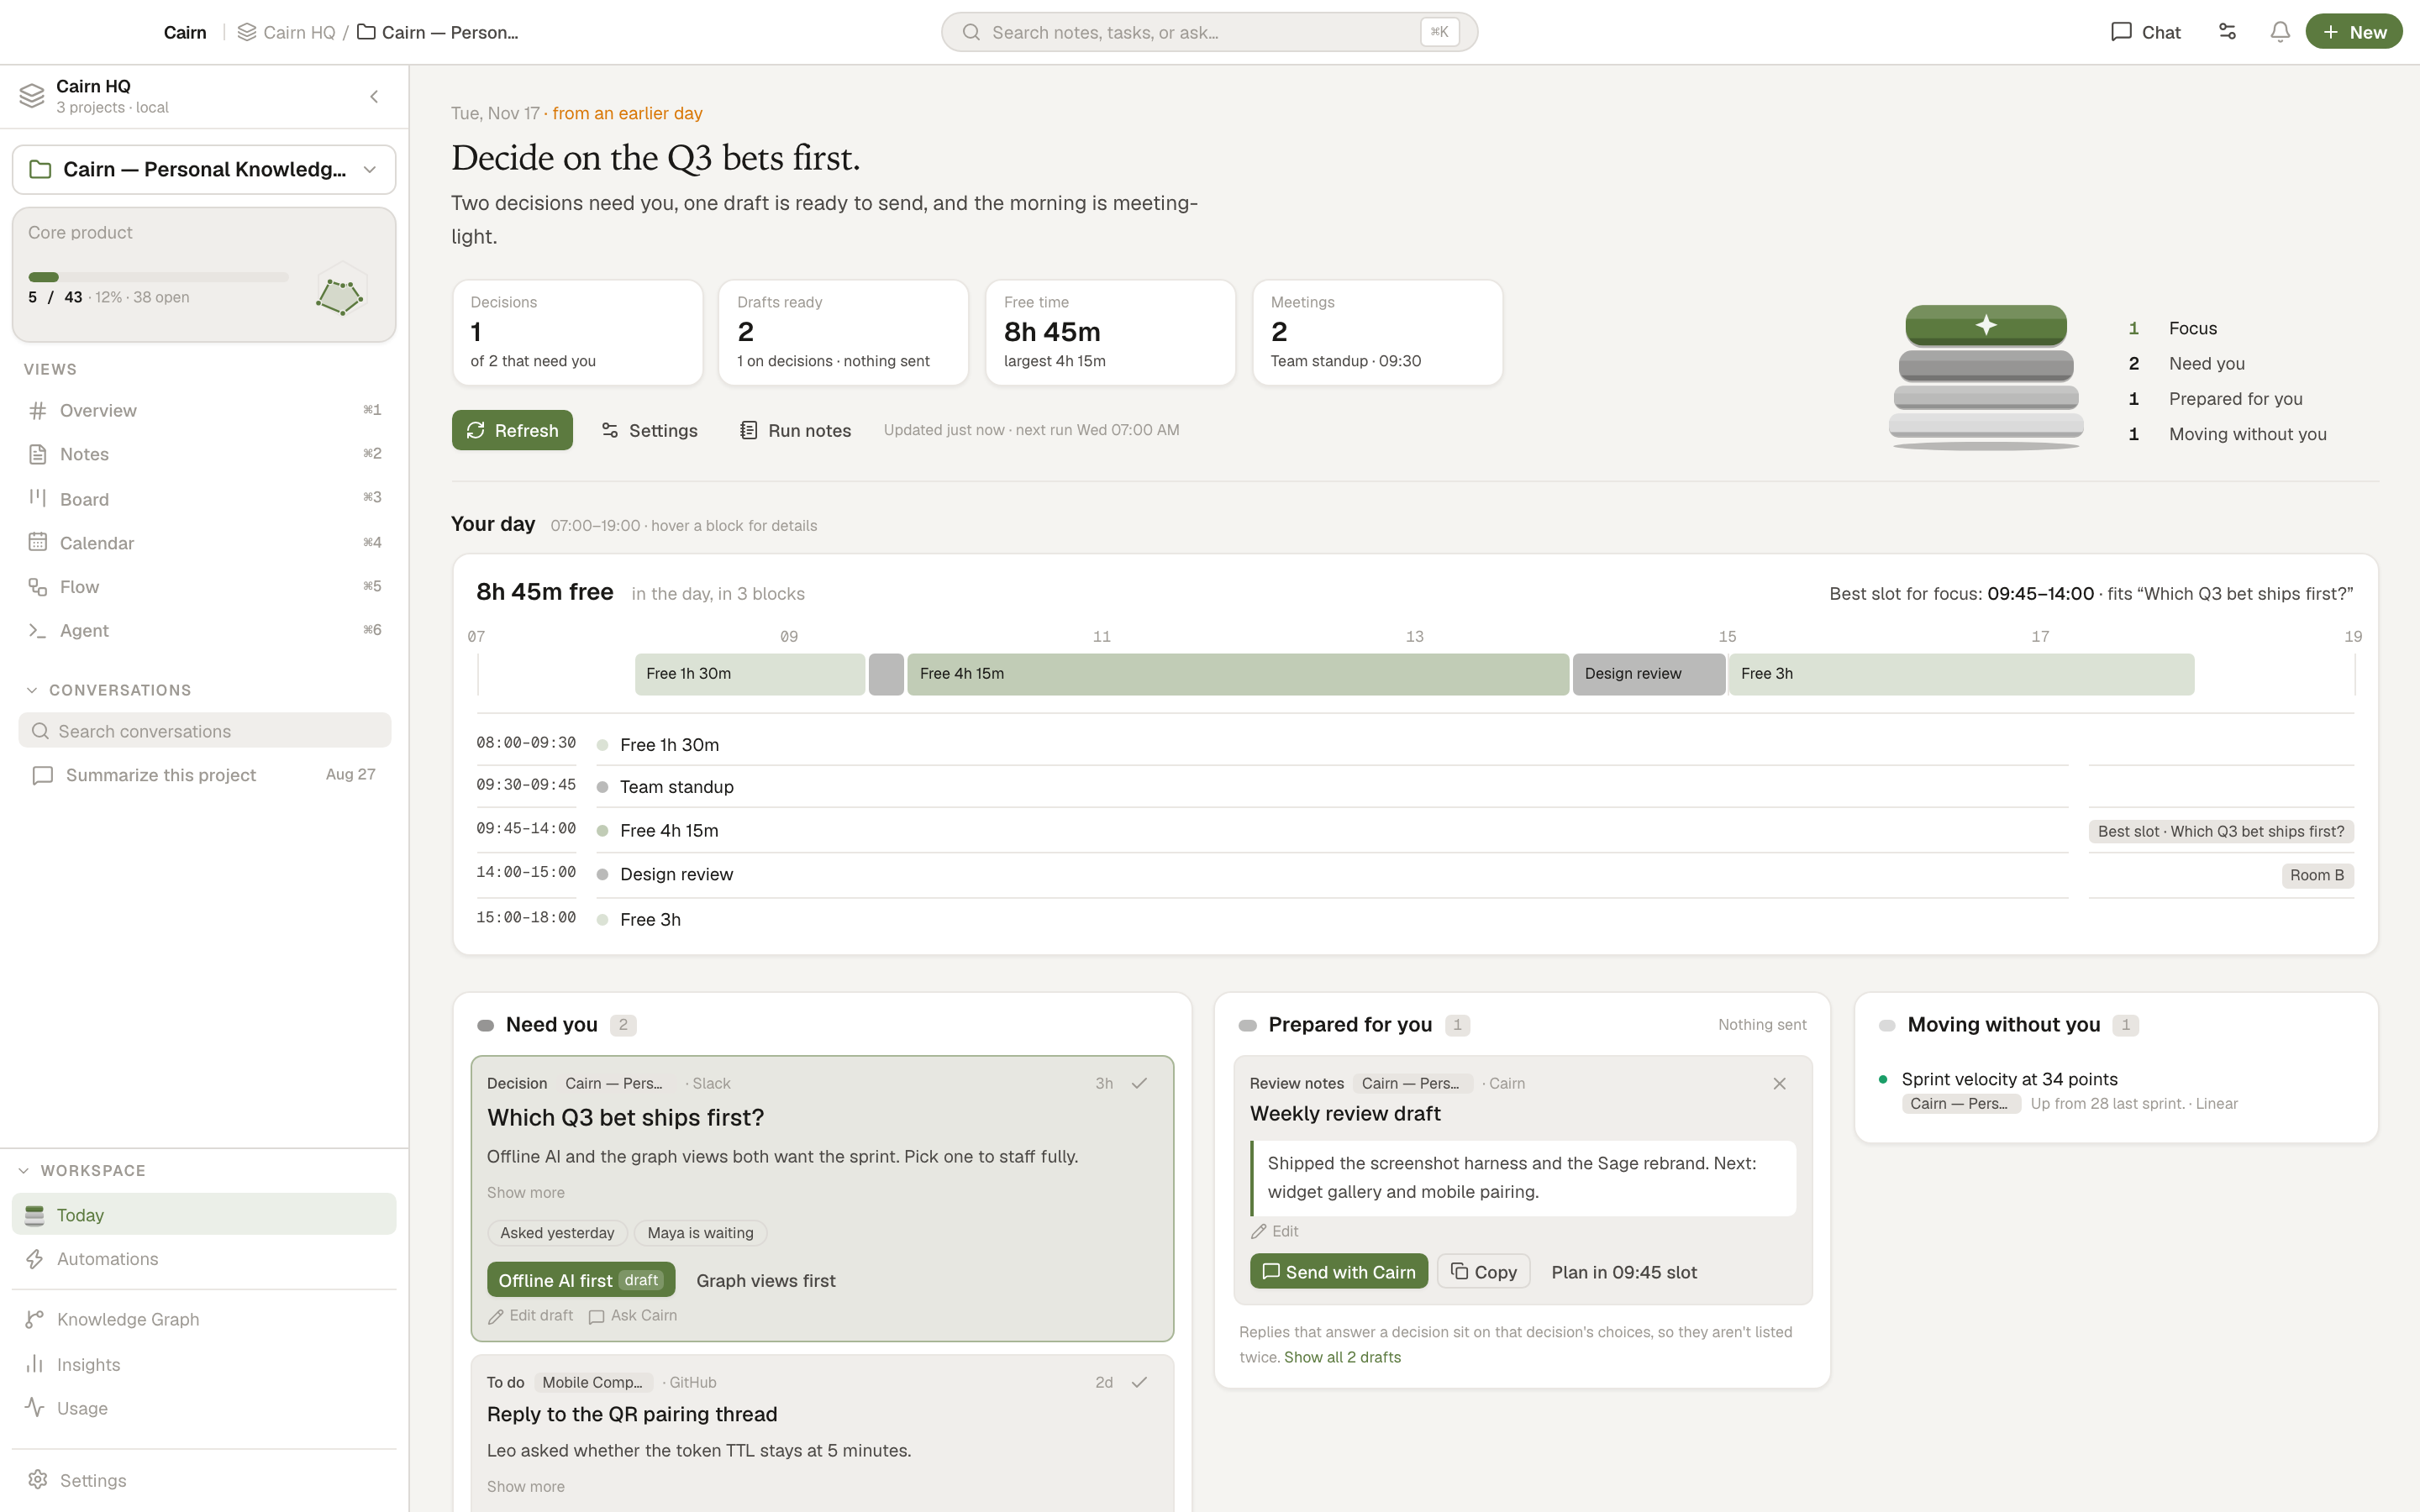 Cairn
Cairn HQ / Cairn — Person...
Search notes, tasks, or ask...
⌘K
Chat
New
Cairn HQ
3 projects · local
Cairn — Personal Knowledg...
Core product
5 / 43 · 12% · 38 open
VIEWS
Overview ⌘1
Notes ⌘2
Board ⌘3
Calendar ⌘4
Flow ⌘5
Agent ⌘6
CONVERSATIONS
Search conversations
Summarize this project Aug 27
WORKSPACE
Today
Automations
Knowledge Graph
Insights
Usage
Settings
Tue, Nov 17 · from an earlier day
Decide on the Q3 bets first.
Two decisions need you, one draft is ready to send, and the morning is meeting-
light.
Decisions
1
of 2 that need you
Drafts ready
2
1 on decisions · nothing sent
Free time
8h 45m
largest 4h 15m
Meetings
2
Team standup · 09:30
Refresh
Settings
Run notes
Updated just now · next run Wed 07:00 AM
1 Focus
2 Need you
1 Prepared for you
1 Moving without you
Your day 07:00–19:00 · hover a block for details
8h 45m free in the day, in 3 blocks
Best slot for focus: 09:45–14:00 · fits “Which Q3 bet ships first?”
07 09 11 13 15 17 19
Free 1h 30m
Free 4h 15m
Design review
Free 3h
08:00–09:30 Free 1h 30m
09:30–09:45 Team standup
09:45–14:00 Free 4h 15m Best slot · Which Q3 bet ships first?
14:00–15:00 Design review Room B
15:00–18:00 Free 3h
Need you 2
Decision Cairn — Pers... · Slack 3h
Which Q3 bet ships first?
Offline AI and the graph views both want the sprint. Pick one to staff fully.
Show more
Asked yesterday Maya is waiting
Offline AI first draft Graph views first
Edit draft Ask Cairn
To do Mobile Comp... · GitHub 2d
Reply to the QR pairing thread
Leo asked whether the token TTL stays at 5 minutes.
Show more
Prepared for you 1 Nothing sent
Review notes Cairn — Pers... · Cairn
Weekly review draft
Shipped the screenshot harness and the Sage rebrand. Next:
widget gallery and mobile pairing.
Edit
Send with Cairn Copy Plan in 09:45 slot
Replies that answer a decision sit on that decision's choices, so they aren't listed
twice. Show all 2 drafts
Moving without you 1
Sprint velocity at 34 points
Cairn — Pers... Up from 28 last sprint. · Linear